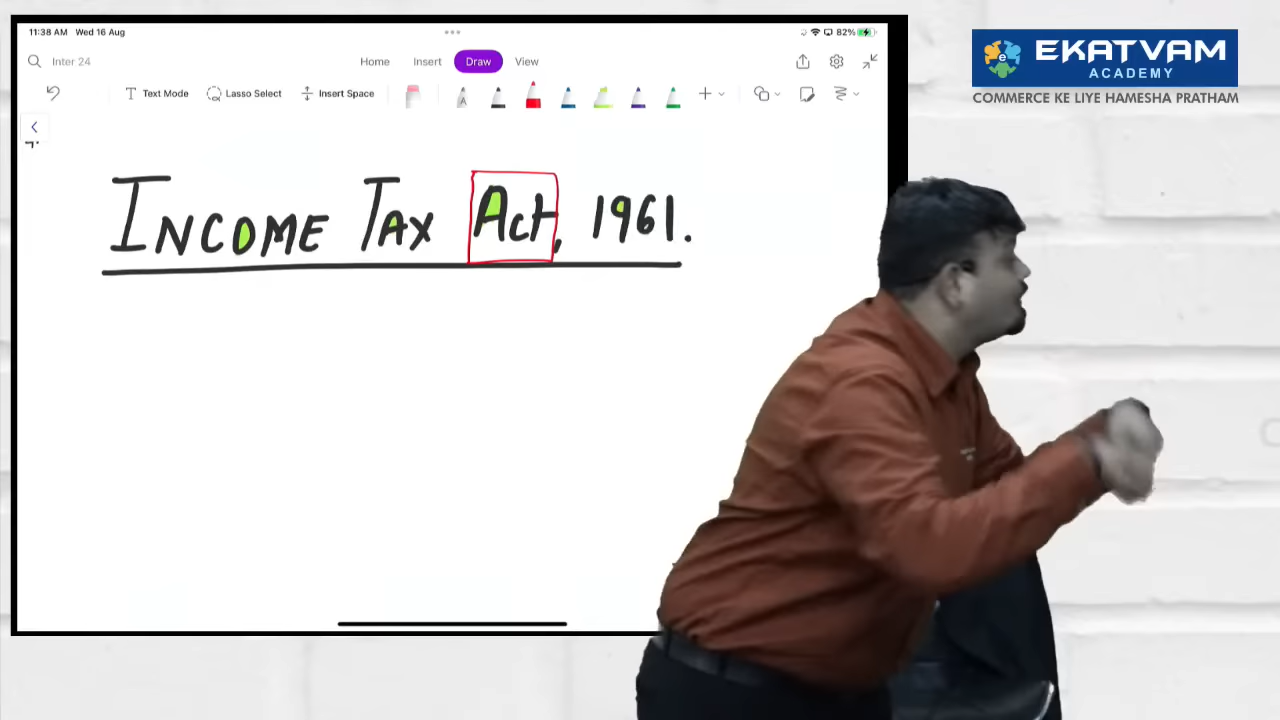 11:38 AM Wed 16 Aug
82%
Inter 24
Home Insert Draw View
Text Mode Lasso Select Insert Space
INCOME TAX Act, 1961.
EKATVAM
ACADEMY
COMMERCE KE LIYE HAMESHA PRATHAM